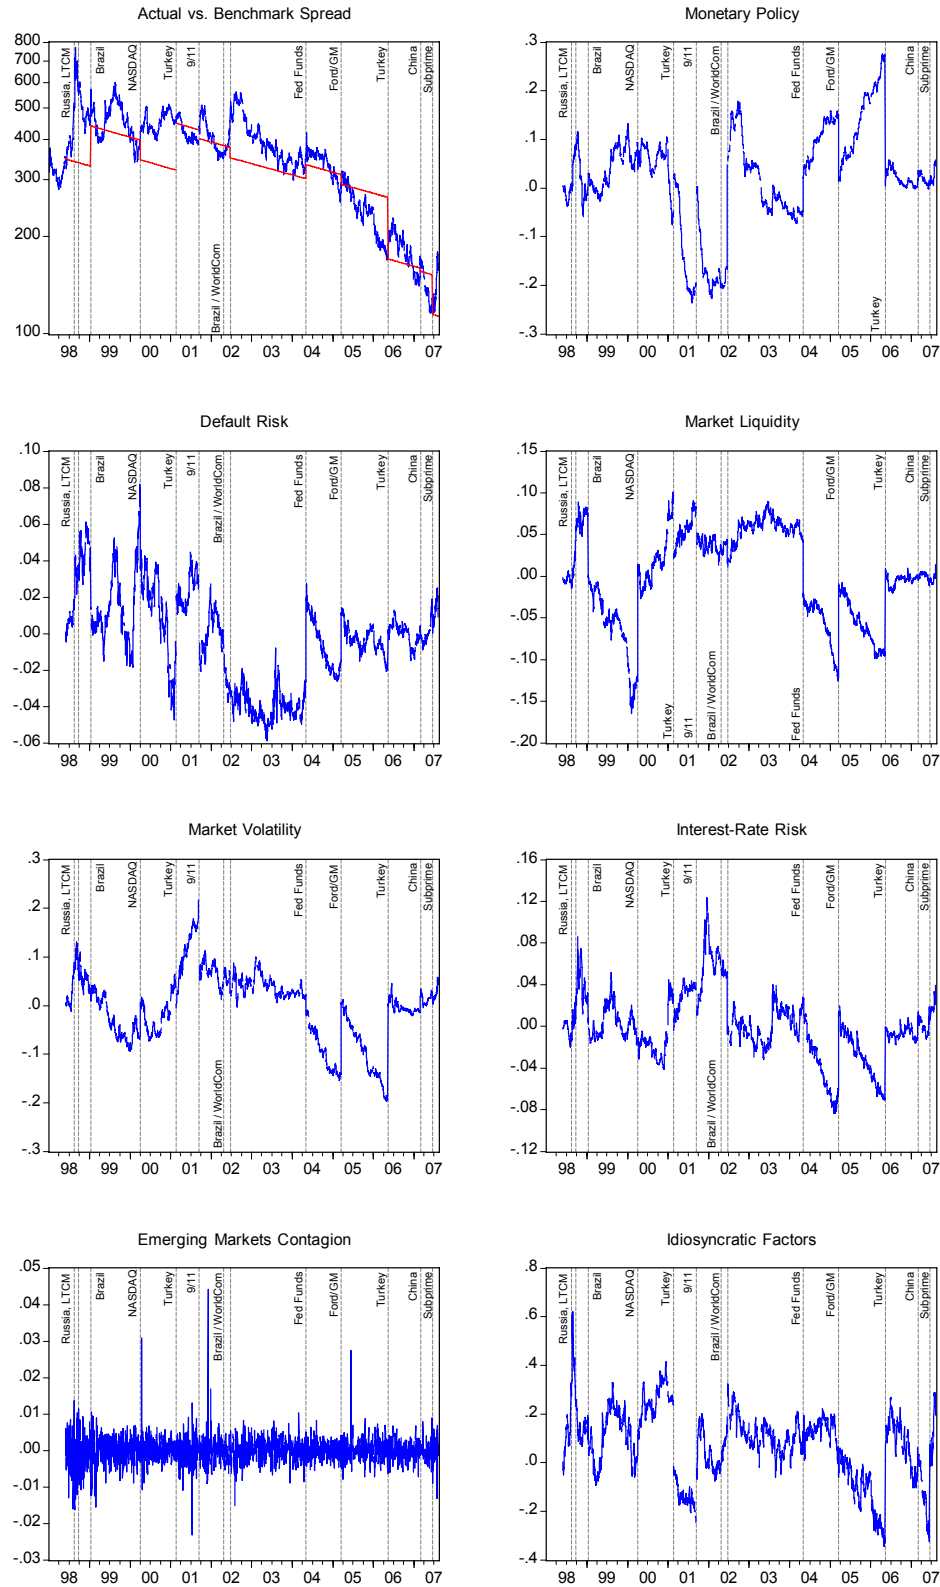 Actual vs. Benchmark Spread
800
700
600
500
400
300
200
100
Russia, LTCM
Brazil
NASDAQ
Turkey
9/11
Brazil / WorldCom
Fed Funds
Ford/GM
Turkey
China
Subprime
98 99 00 01 02 03 04 05 06 07
Monetary Policy
.3
.2
.1
.0
-.1
-.2
-.3
Russia, LTCM
Brazil
NASDAQ
Turkey
9/11
Brazil / WorldCom
Fed Funds
Ford/GM
Turkey
China
Subprime
98 99 00 01 02 03 04 05 06 07
Default Risk
.10
.08
.06
.04
.02
.00
-.02
-.04
-.06
Russia, LTCM
Brazil
NASDAQ
Turkey
9/11
Brazil / WorldCom
Fed Funds
Ford/GM
Turkey
China
Subprime
98 99 00 01 02 03 04 05 06 07
Market Liquidity
.15
.10
.05
.00
-.05
-.10
-.15
-.20
Russia, LTCM
Brazil
NASDAQ
Turkey
9/11
Brazil / WorldCom
Fed Funds
Ford/GM
Turkey
China
Subprime
98 99 00 01 02 03 04 05 06 07
Market Volatility
.3
.2
.1
.0
-.1
-.2
-.3
Russia, LTCM
Brazil
NASDAQ
Turkey
9/11
Brazil / WorldCom
Fed Funds
Ford/GM
Turkey
China
Subprime
98 99 00 01 02 03 04 05 06 07
Interest-Rate Risk
.16
.12
.08
.04
.00
-.04
-.08
-.12
Russia, LTCM
Brazil
NASDAQ
Turkey
9/11
Brazil / WorldCom
Fed Funds
Ford/GM
Turkey
China
Subprime
98 99 00 01 02 03 04 05 06 07
Emerging Markets Contagion
.05
.04
.03
.02
.01
.00
-.01
-.02
-.03
Russia, LTCM
Brazil
NASDAQ
Turkey
9/11
Brazil / WorldCom
Fed Funds
Ford/GM
Turkey
China
Subprime
98 99 00 01 02 03 04 05 06 07
Idiosyncratic Factors
.8
.6
.4
.2
.0
-.2
-.4
Russia, LTCM
Brazil
NASDAQ
Turkey
9/11
Brazil / WorldCom
Fed Funds
Ford/GM
Turkey
China
Subprime
98 99 00 01 02 03 04 05 06 07